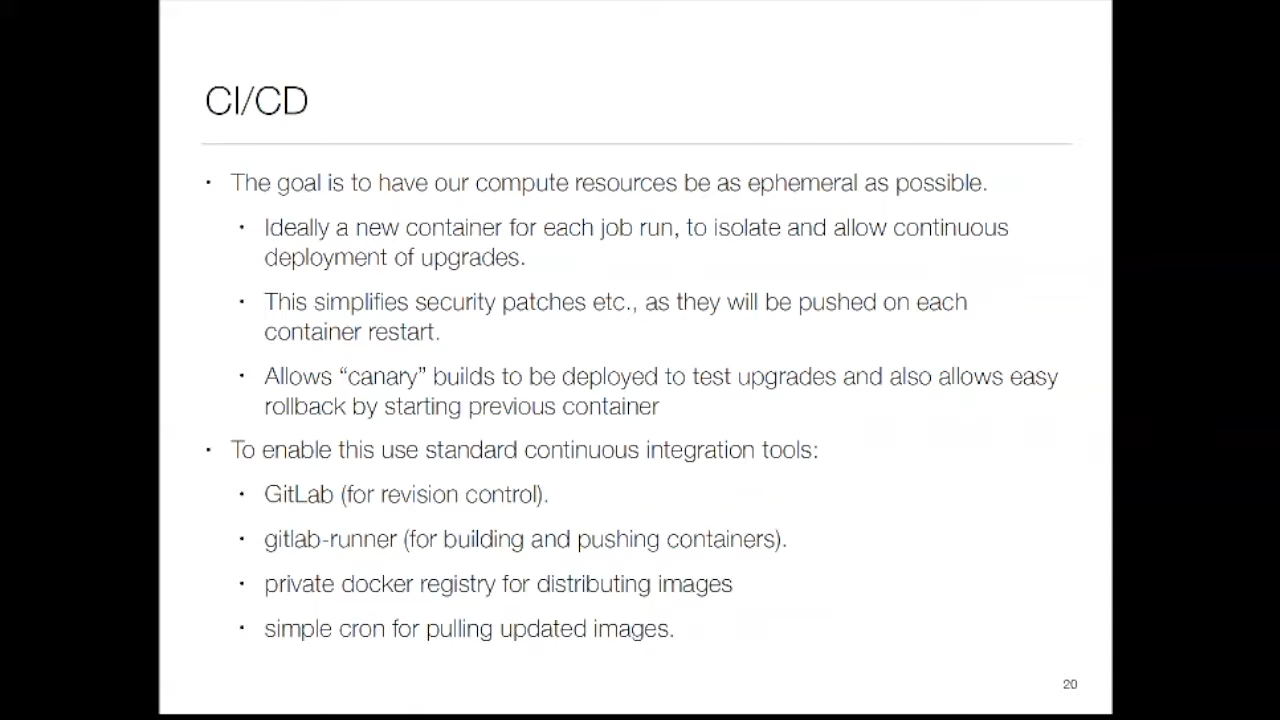 CI/CD
· The goal is to have our compute resources be as ephemeral as possible.
· Ideally a new container for each job run, to isolate and allow continuous
deployment of upgrades.
· This simplifies security patches etc., as they will be pushed on each
container restart.
· Allows “canary” builds to be deployed to test upgrades and also allows easy
rollback by starting previous container
· To enable this use standard continuous integration tools:
· GitLab (for revision control).
· gitlab-runner (for building and pushing containers).
· private docker registry for distributing images
· simple cron for pulling updated images.
20